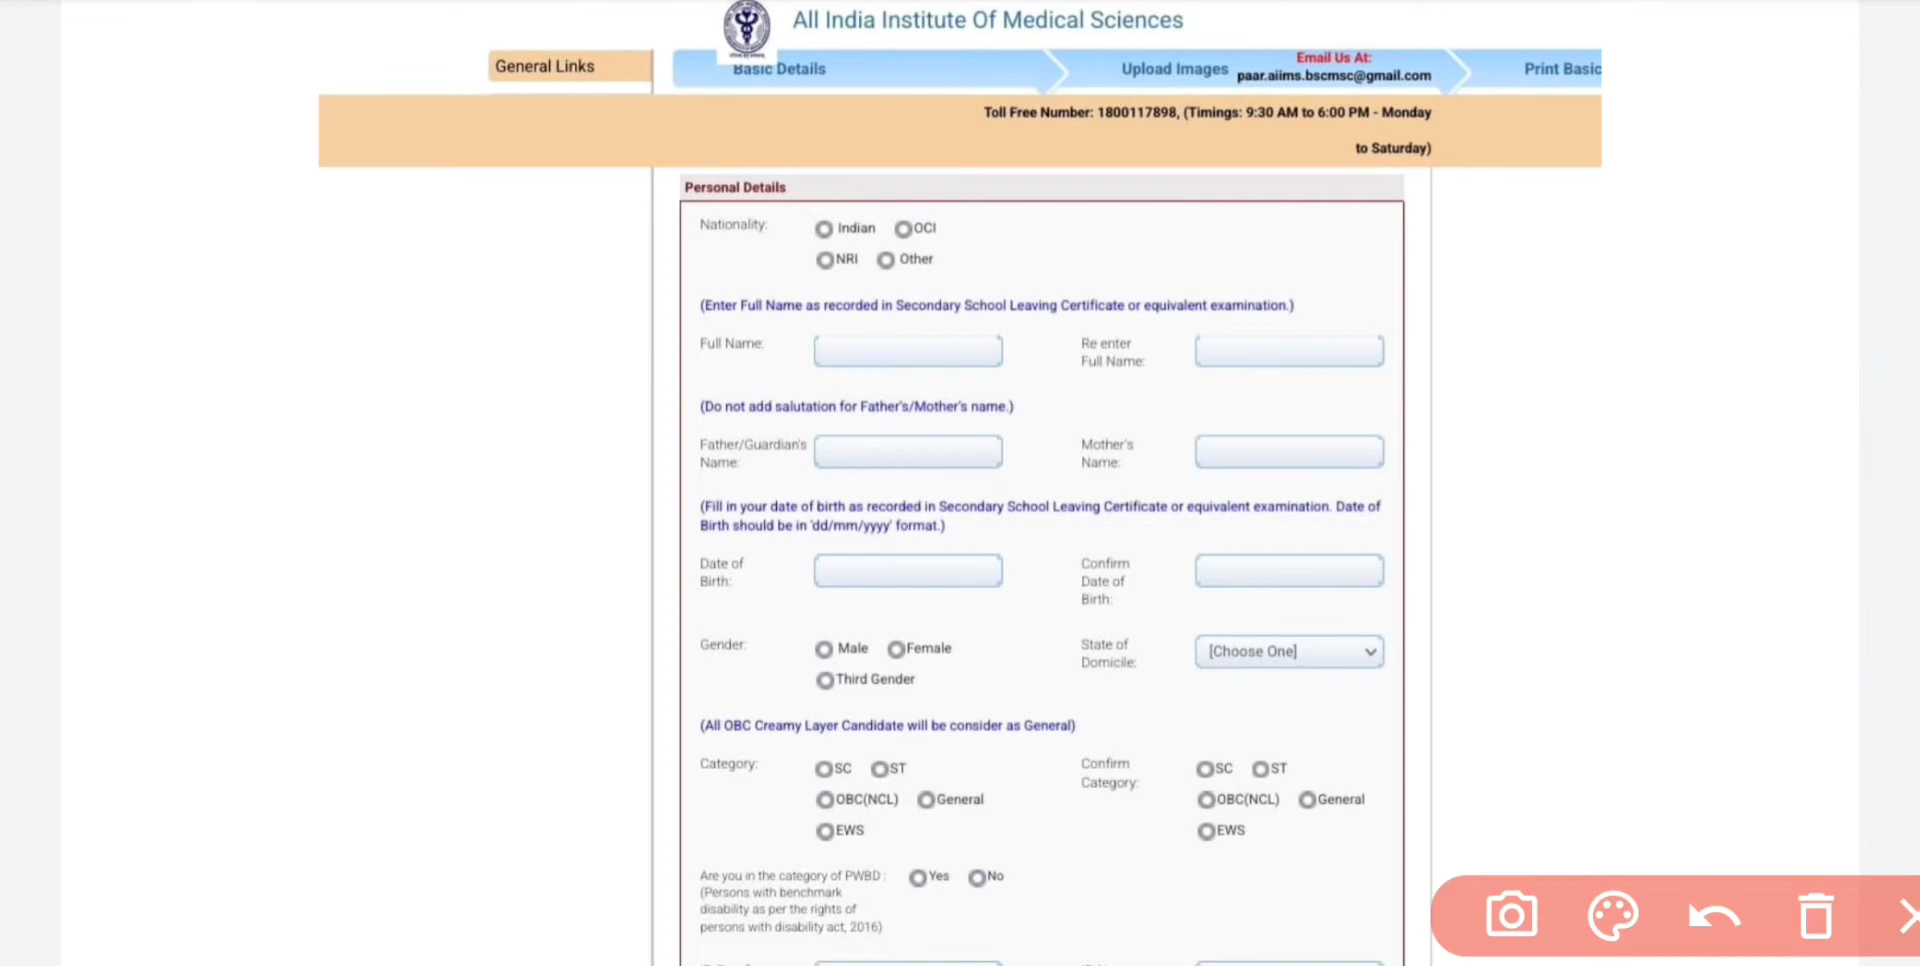 All India Institute Of Medical Sciences
General Links
Basic Details
Upload Images
Email Us At:
paar.aiims.bscmsc@gmail.com
Print Basic
Toll Free Number: 1800117898, (Timings: 9:30 AM to 6:00 PM - Monday
to Saturday)
Personal Details
Nationality:
Indian OCI
NRI Other
(Enter Full Name as recorded in Secondary School Leaving Certificate or equivalent examination.)
Full Name:
Re enter
Full Name:
(Do not add salutation for Father's/Mother's name.)
Father/Guardian's
Name:
Mother's
Name:
(Fill in your date of birth as recorded in Secondary School Leaving Certificate or equivalent examination. Date of
Birth should be in 'dd/mm/yyyy' format.)
Date of
Birth:
Confirm
Date of
Birth:
Gender:
Male Female
Third Gender
State of
Domicile:
[Choose One]
(All OBC Creamy Layer Candidate will be consider as General)
Category:
SC ST
OBC(NCL) General
EWS
Confirm
Category:
SC ST
OBC(NCL) General
EWS
Are you in the category of PWBD :
(Persons with benchmark
disability as per the rights of
persons with disability act, 2016)
Yes No